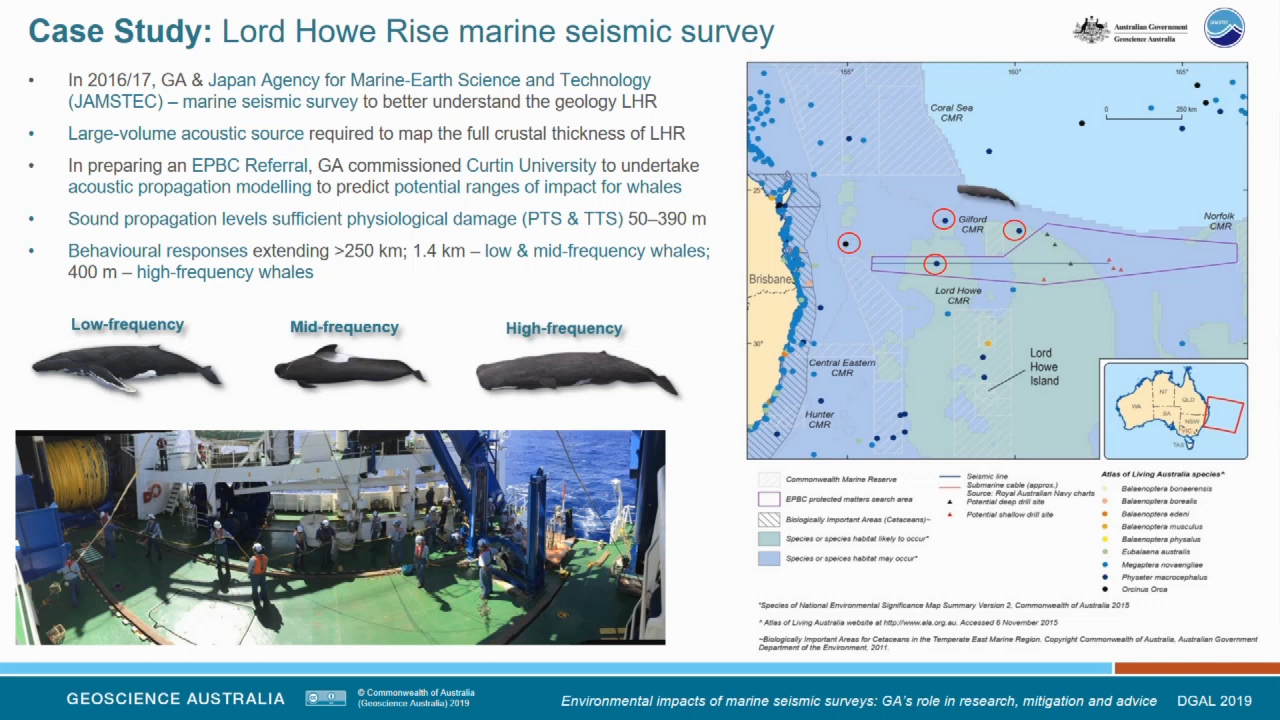 Case Study: Lord Howe Rise marine seismic survey
Australian Government
Geoscience Australia
JAMSTEC
• In 2016/17, GA & Japan Agency for Marine-Earth Science and Technology
(JAMSTEC) – marine seismic survey to better understand the geology LHR
• Large-volume acoustic source required to map the full crustal thickness of LHR
• In preparing an EPBC Referral, GA commissioned Curtin University to undertake
acoustic propagation modelling to predict potential ranges of impact for whales
• Sound propagation levels sufficient physiological damage (PTS & TTS) 50–390 m
• Behavioural responses extending >250 km; 1.4 km – low & mid-frequency whales;
400 m – high-frequency whales
Low-frequency
Mid-frequency
High-frequency
155°
160°
165°
Coral Sea
CMR
0
250 km
25°
Gifford
CMR
Norfolk
CMR
Brisbane
Lord Howe
CMR
30°
Central Eastern
CMR
Lord
Howe
Island
Hunter
CMR
WA
NT
SA
QLD
NSW
VIC
TAS
Commonwealth Marine Reserve
EPBC protected matters search area
Biologically Important Areas (Cetaceans)~
Species or species habitat likely to occur*
Species or speices habitat may occur*
Seismic line
Submarine cable (approx.)
Source: Royal Australian Navy charts
Potential deep drill site
Potential shallow drill site
Atlas of Living Australia species^
Balaenoptera bonaerensis
Balaenoptera borealis
Balaenoptera edeni
Balaenoptera musculus
Balaenoptera physalus
Eubalaena australis
Megaptera novaengliae
Physeter macrocephalus
Orcinus Orca
*Species of National Environmental Significance Map Summary Version 2, Commonwealth of Australia 2015
^ Atlas of Living Australia website at http://www.ala.org.au. Accessed 6 November 2015
~Biologically Important Areas for Cetaceans in the Temperate East Marine Region. Copyright Commonwealth of Australia, Australian Government
Department of the Environment, 2011.
GEOSCIENCE AUSTRALIA
© Commonwealth of Australia
(Geoscience Australia) 2019
Environmental impacts of marine seismic surveys: GA's role in research, mitigation and advice
DGAL 2019